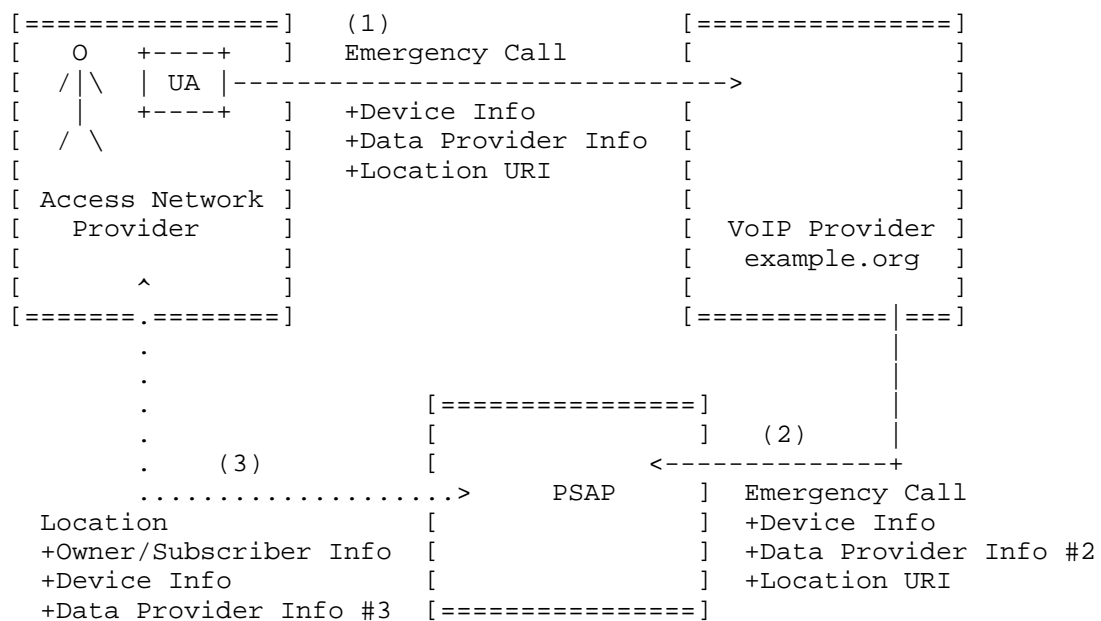 [================]   (1)                   [================]
[   O   +----+   ]   Emergency Call        [                ]
[  /|\  | UA |-------------------------------->              ]
[   |   +----+   ]   +Device Info          [                ]
[  / \           ]   +Data Provider Info   [                ]
[                ]   +Location URI         [                ]
[ Access Network ]                         [                ]
[   Provider     ]                         [  VoIP Provider ]
[                ]                         [   example.org  ]
[       ^        ]                         [                ]
[=======.========]                         [============|===]
        .                                               |
        .                                               |
        .                  [================]           |
        .                  [                ]   (2)     |
        .    (3)           [             <--------------+
        ....................>     PSAP      ]  Emergency Call
  Location                 [                ]  +Device Info
  +Owner/Subscriber Info   [                ]  +Data Provider Info #2
  +Device Info             [                ]  +Location URI
  +Data Provider Info #3   [================]